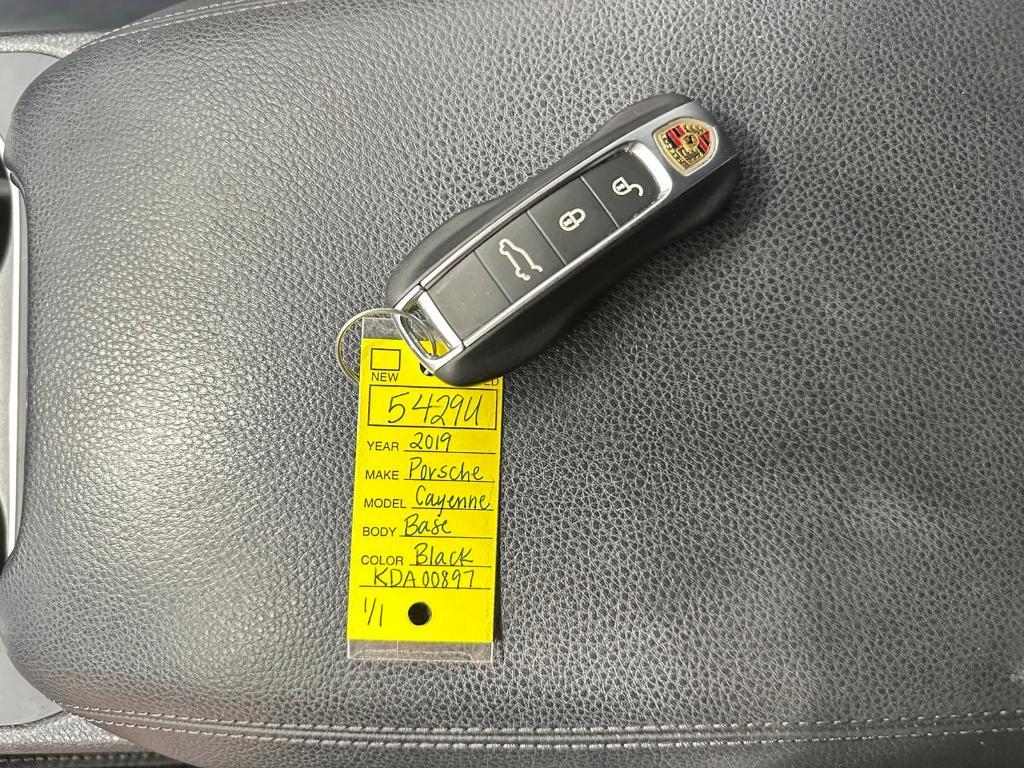 NEW
5429U
YEAR 2019
MAKE Porsche
MODEL Cayenne
BODY Base
COLOR Black
KDA00897
1/1